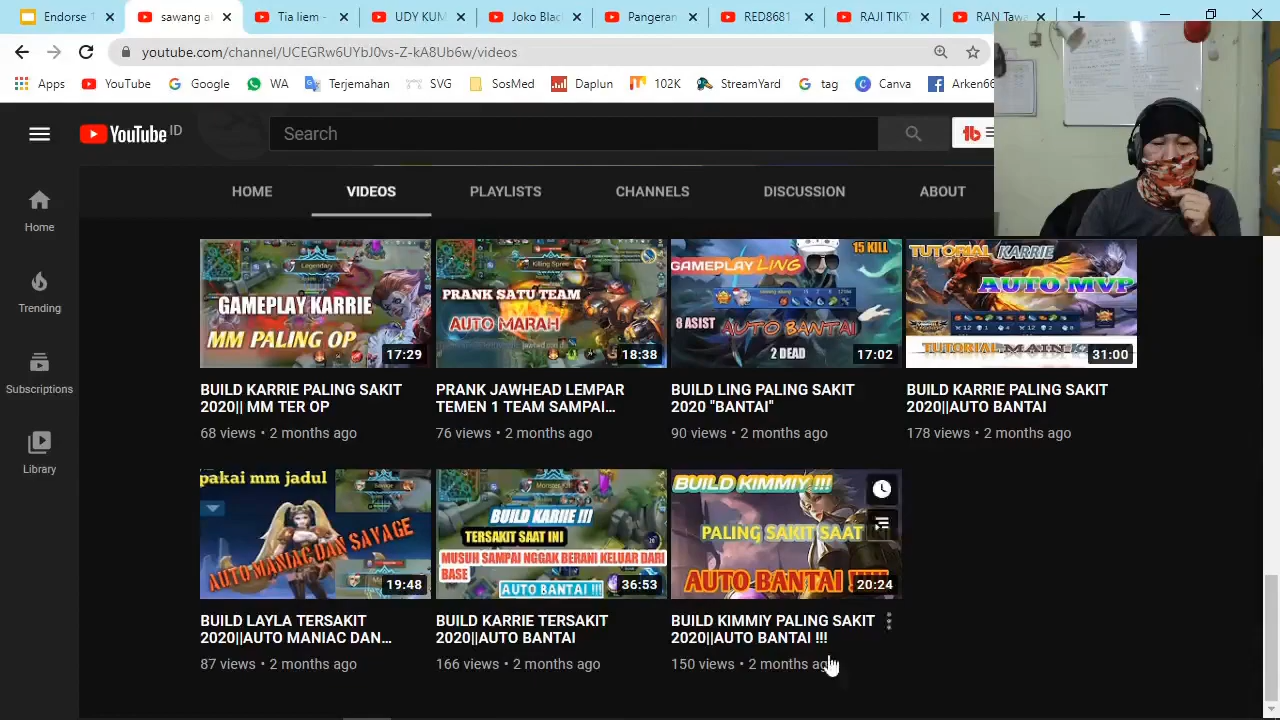 Endorse T
sawang al
Ta liem -
UDY KUM
Joko Blac
Pangeran
RED8681
RAJI TIKT
RAN Tawa
youtube.com/channel/
/videos
Apps
YouTube
Google
SosMed
Daplun
StreamYard
Tag
Canva
Arken66
YouTube ID
Search
HOME
VIDEOS
PLAYLISTS
CHANNELS
DISCUSSION
ABOUT
Home
Trending
Subscriptions
Library
Legendary
GAMEPLAY KARRIE
MM PALING OP
17:29
BUILD KARRIE PALING SAKIT
2020|| MM TER OP
68 views • 2 months ago
Killing Spree
PRANK SATU TEAM
AUTO MARAH
18:38
PRANK JAWHEAD LEMPAR
TEMEN 1 TEAM SAMPAI...
76 views • 2 months ago
15 KILL
GAMEPLAY LING
8 ASIST
AUTO BANTAI
2 DEAD
17:02
BUILD LING PALING SAKIT
2020 "BANTAI"
90 views • 2 months ago
TUTORIAL KARRIE
AUTO MVP
31:00
BUILD KARRIE PALING SAKIT
2020||AUTO BANTAI
178 views • 2 months ago
pakai mm jadul
AUTO MANIAC DAN SAVAGE
19:48
BUILD LAYLA TERSAKIT
2020||AUTO MANIAC DAN...
87 views • 2 months ago
BUILD KARIIE !!!
TERSAKIT SAAT INI
MUSUH SAMPAI NGGAK BERANI KELUAR DARI
BASE
AUTO BANTAI !!!
36:53
BUILD KARRIE TERSAKIT
2020||AUTO BANTAI
166 views • 2 months ago
BUILD KIMMIY !!!
PALING SAKIT SAAT
AUTO BANTAI
20:24
BUILD KIMMIY PALING SAKIT
2020||AUTO BANTAI !!!
150 views • 2 months ago